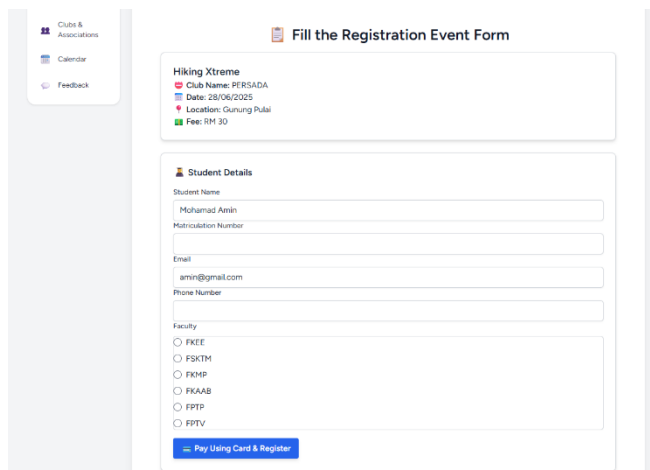 Clubs &
Associations
Calendar
Feedback
Fill the Registration Event Form
Hiking Xtreme
Club Name: PERSADA
Date: 28/06/2025
Location: Gunung Pulai
Fee: RM 30
Student Details
Student Name
Mohamad Amin
Matriculation Number
Email
amin@gmail.com
Phone Number
Faculty
FKEE
FSKTM
FKMP
FKAAB
FPTP
FPTV
Pay Using Card & Register